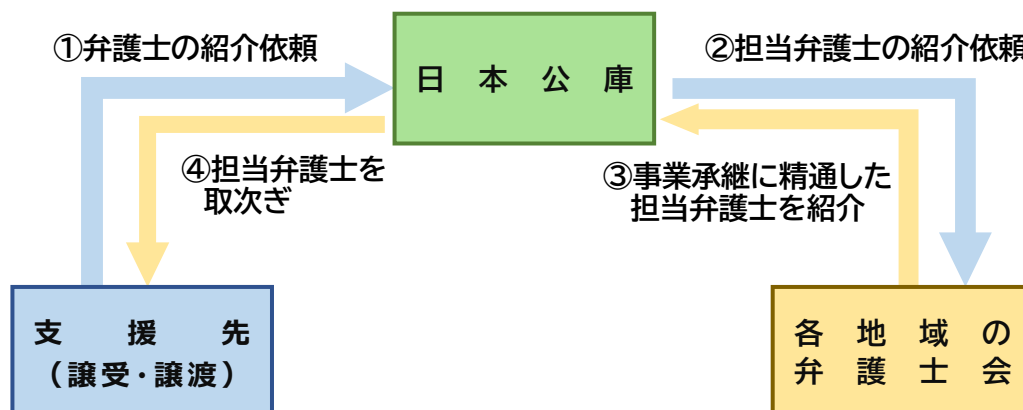 ①弁護士の紹介依頼
日本公庫
②担当弁護士の紹介依頼
④担当弁護士を
取次ぎ
③事業承継に精通した
担当弁護士を紹介
支援先
（譲受・譲渡）
各地域の
弁護士会